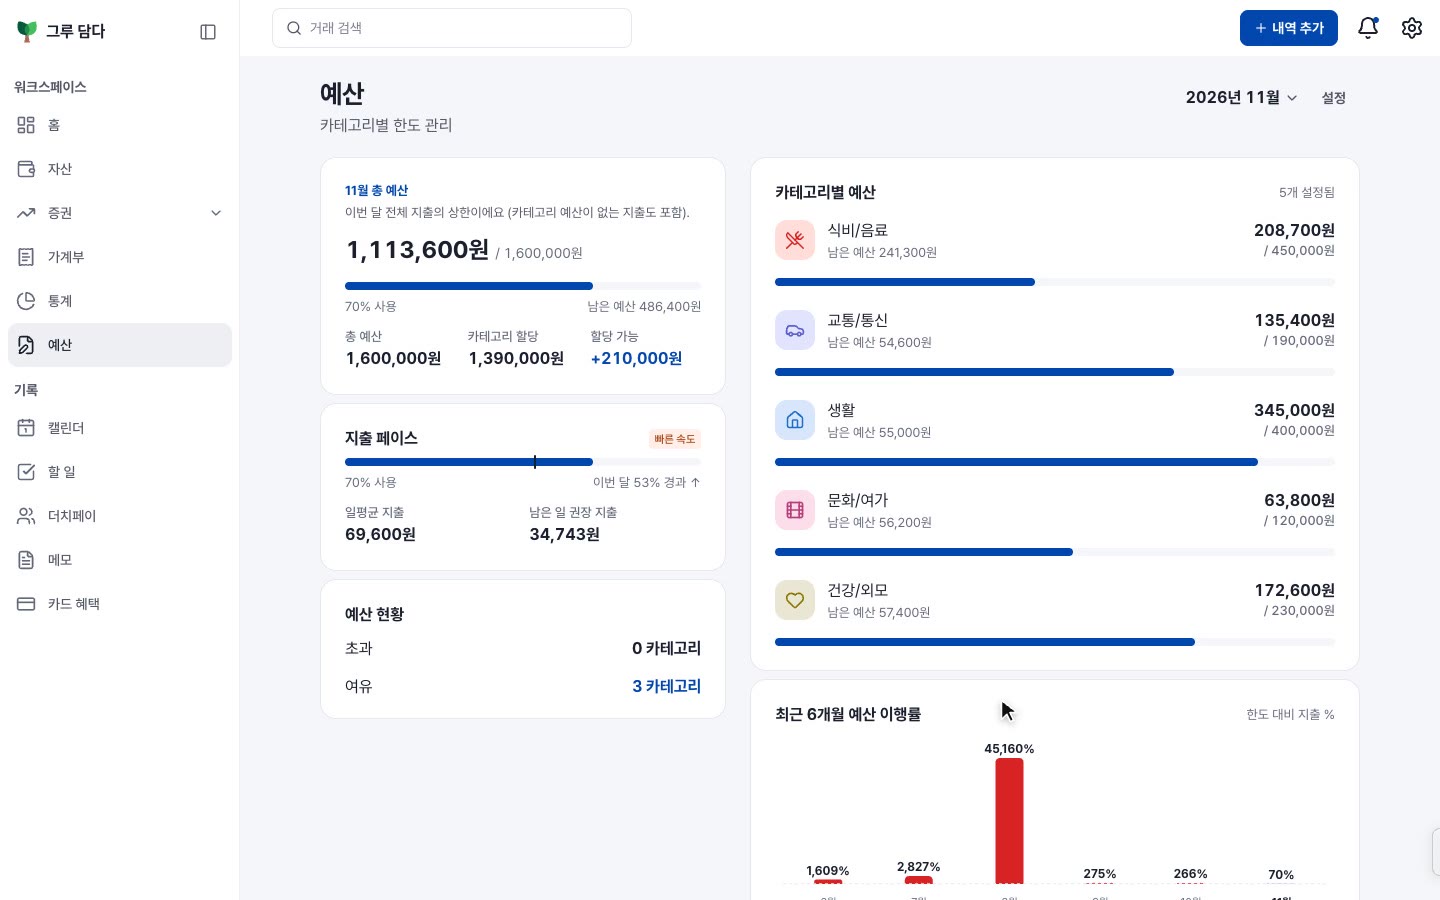 그루 담다
거래 검색
+ 내역 추가
워크스페이스
홈
자산
증권
가계부
통계
예산
기록
캘린더
할 일
더치페이
메모
카드 혜택
예산
카테고리별 한도 관리
2026년 11월
설정
11월 총 예산
이번 달 전체 지출의 상한이에요 (카테고리 예산이 없는 지출도 포함).
1,113,600원 / 1,600,000원
70% 사용
남은 예산 486,400원
총 예산
카테고리 할당
할당 가능
1,600,000원
1,390,000원
+210,000원
지출 페이스
빠른 속도
70% 사용
이번 달 53% 경과 ↑
일평균 지출
남은 일 권장 지출
69,600원
34,743원
예산 현황
초과
0 카테고리
여유
3 카테고리
카테고리별 예산
5개 설정됨
식비/음료
208,700원
남은 예산 241,300원
/ 450,000원
교통/통신
135,400원
남은 예산 54,600원
/ 190,000원
생활
345,000원
남은 예산 55,000원
/ 400,000원
문화/여가
63,800원
남은 예산 56,200원
/ 120,000원
건강/외모
172,600원
남은 예산 57,400원
/ 230,000원
최근 6개월 예산 이행률
한도 대비 지출 %
1,609%
2,827%
45,160%
275%
266%
70%